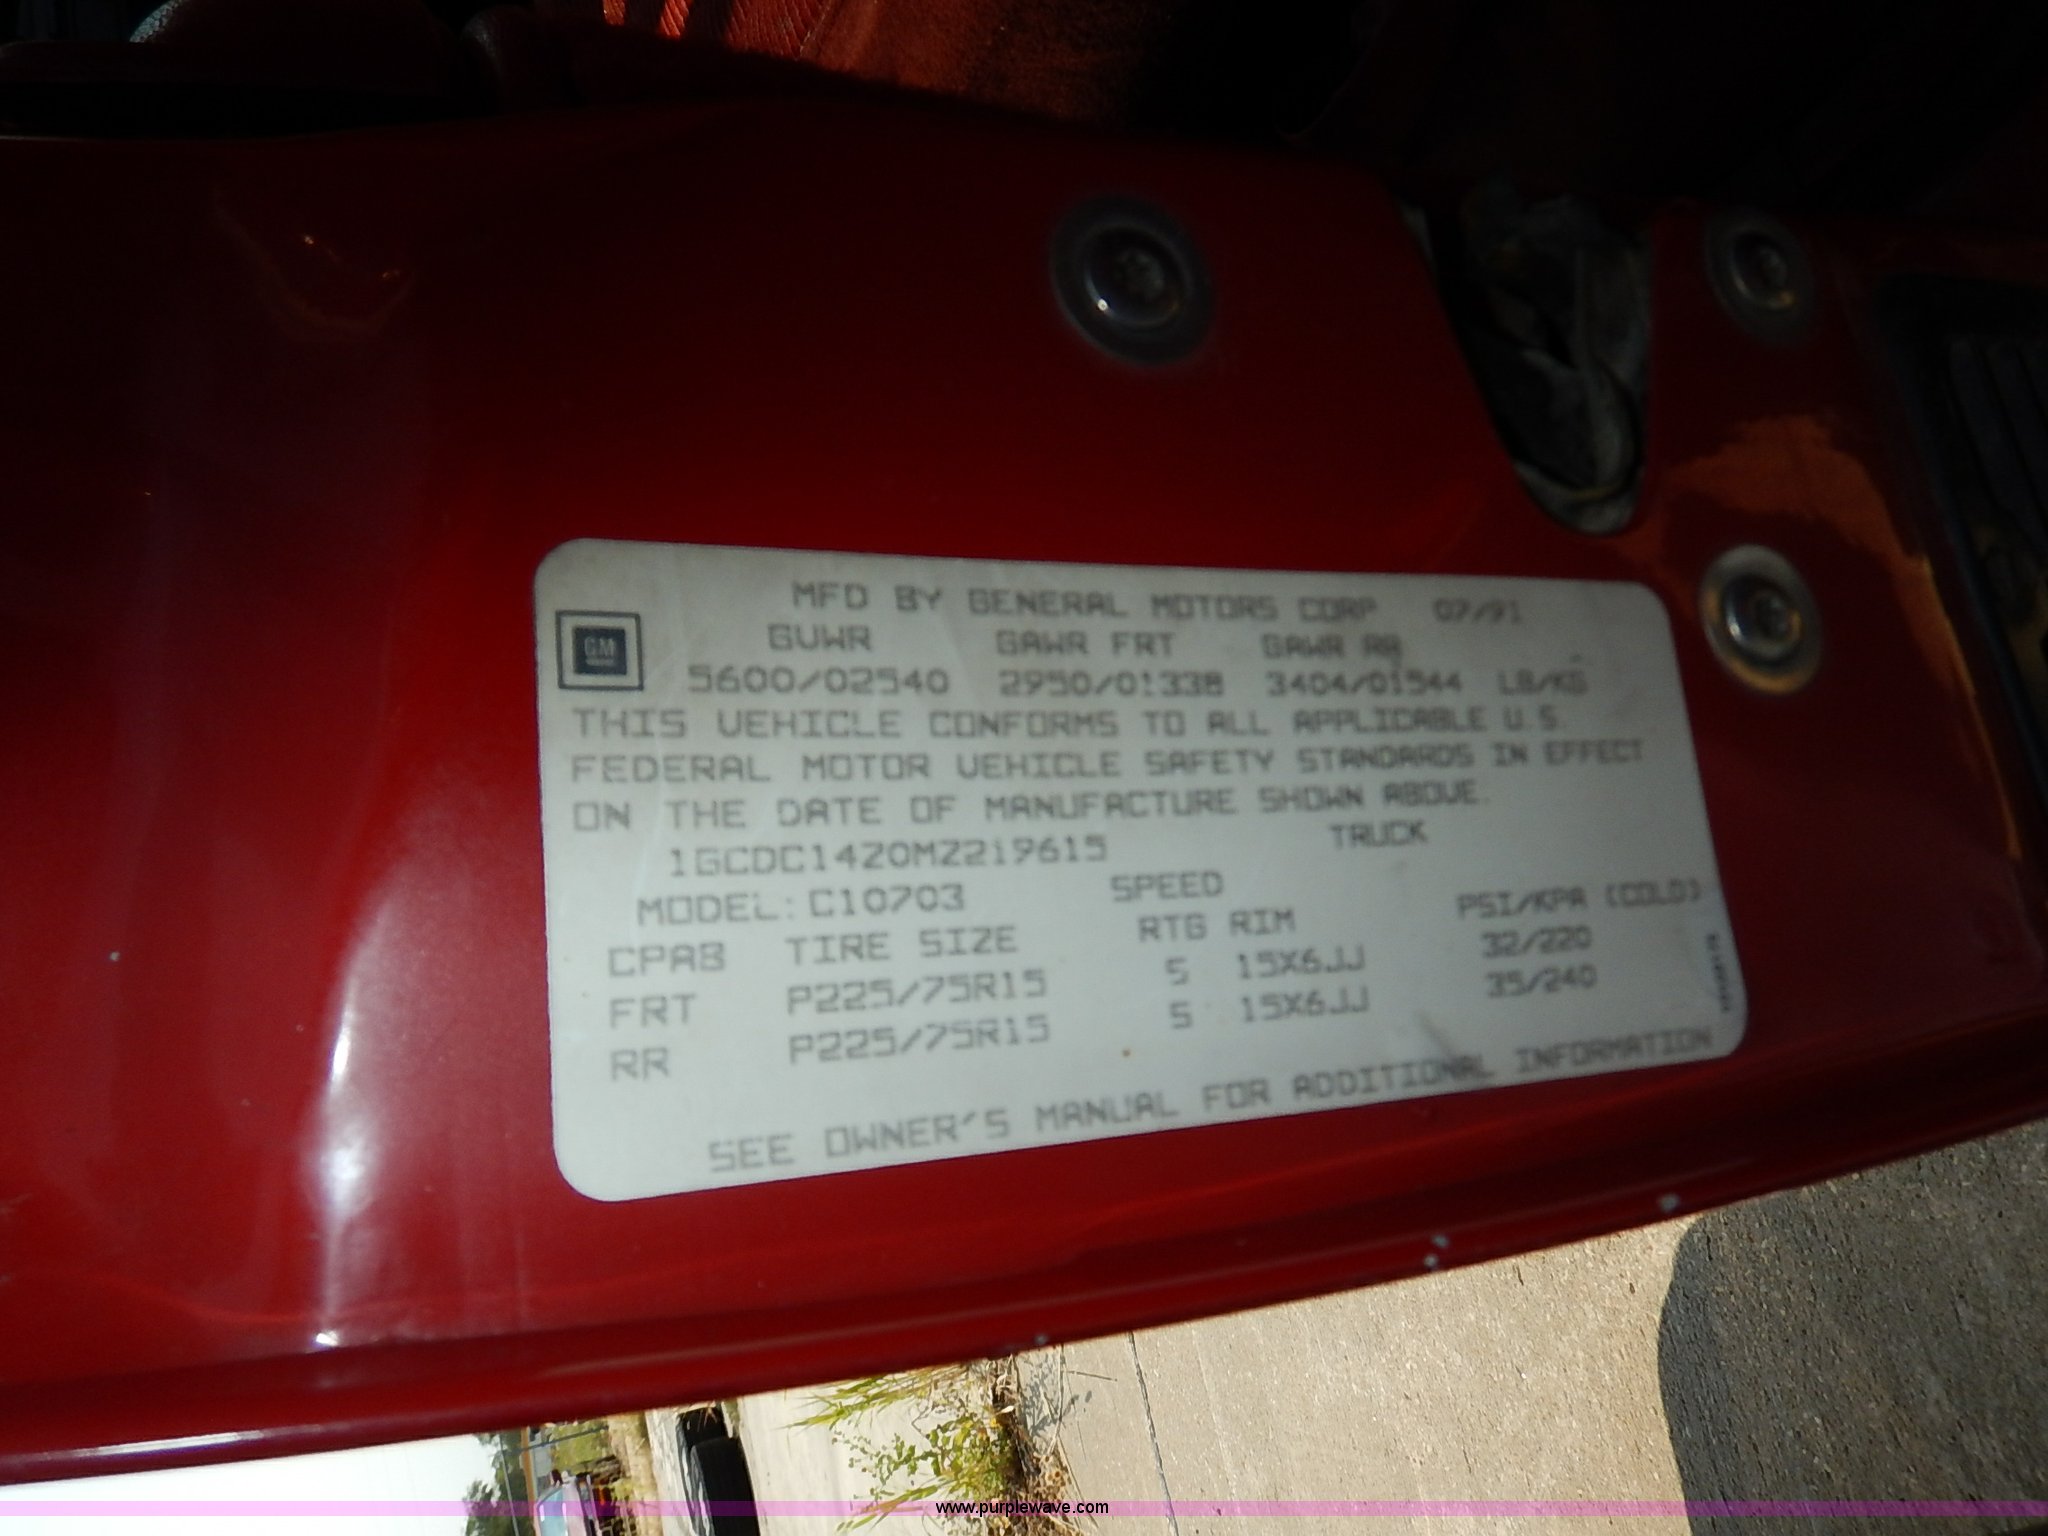 MFD BY GENERAL MOTORS CORP 07/91
GVWR GAWR FRT GAWR RR
GM
5600/02540 2950/01338 3404/01544 LB/KG
THIS VEHICLE CONFORMS TO ALL APPLICABLE U.S.
FEDERAL MOTOR VEHICLE SAFETY STANDARDS IN EFFECT
ON THE DATE OF MANUFACTURE SHOWN ABOVE.
1GCDC14Z0MZ219615 TRUCK
MODEL: C10703 SPEED
CPAB TIRE SIZE RTG RIM PSI/KPA (COLD)
FRT P225/75R15 S 15X6JJ 32/220
RR P225/75R15 S 15X6JJ 35/240
SEE OWNER'S MANUAL FOR ADDITIONAL INFORMATION
www.purplewave.com